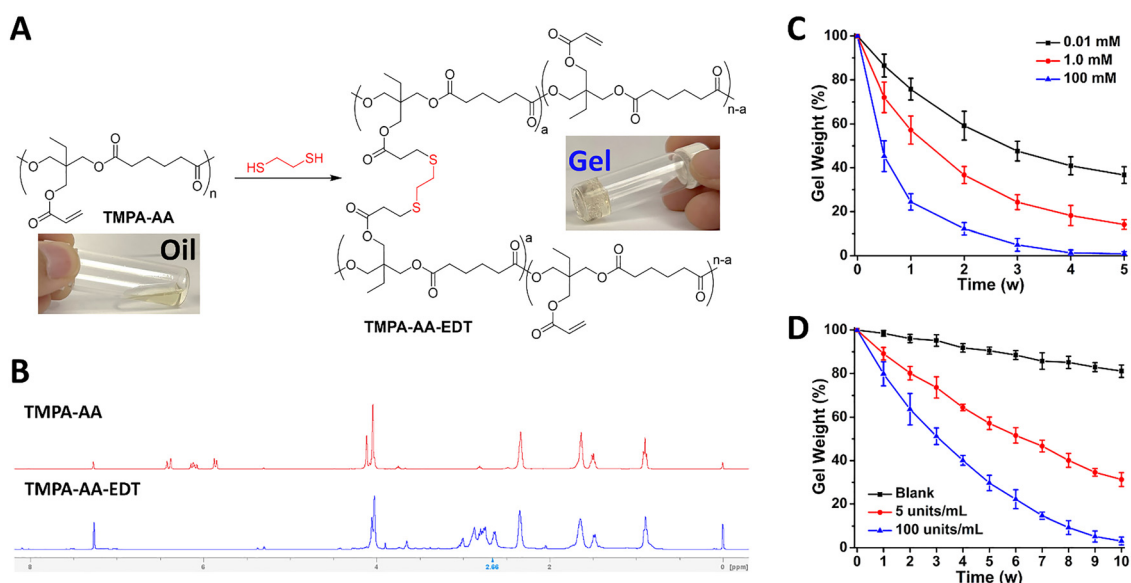 A
O
O
O
O
n
O
O
TMPA-AA
Oil
HS
SH
O
O
O
O
a
O
O
O
O
O
O
n-a
O
O
S
S
O
O
O
O
O
O
a
O
O
O
O
n-a
O
O
TMPA-AA-EDT
Gel
B
TMPA-AA
TMPA-AA-EDT
8
6
4
2.66
2
0
[ppm]
C
Gel Weight (%)
100
80
60
40
20
0
0.01 mM
1.0 mM
100 mM
0 1 2 3 4 5
Time (w)
D
Gel Weight (%)
100
80
60
40
20
0
Blank
5 units/mL
100 units/mL
0 1 2 3 4 5 6 7 8 9 10
Time (w)